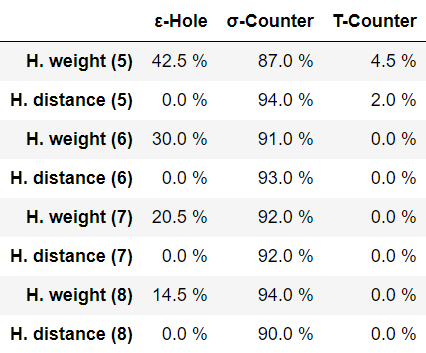 ε-Hole σ-Counter T-Counter
H. weight (5) 42.5 % 87.0 % 4.5 %
H. distance (5) 0.0 % 94.0 % 2.0 %
H. weight (6) 30.0 % 91.0 % 0.0 %
H. distance (6) 0.0 % 93.0 % 0.0 %
H. weight (7) 20.5 % 92.0 % 0.0 %
H. distance (7) 0.0 % 92.0 % 0.0 %
H. weight (8) 14.5 % 94.0 % 0.0 %
H. distance (8) 0.0 % 90.0 % 0.0 %